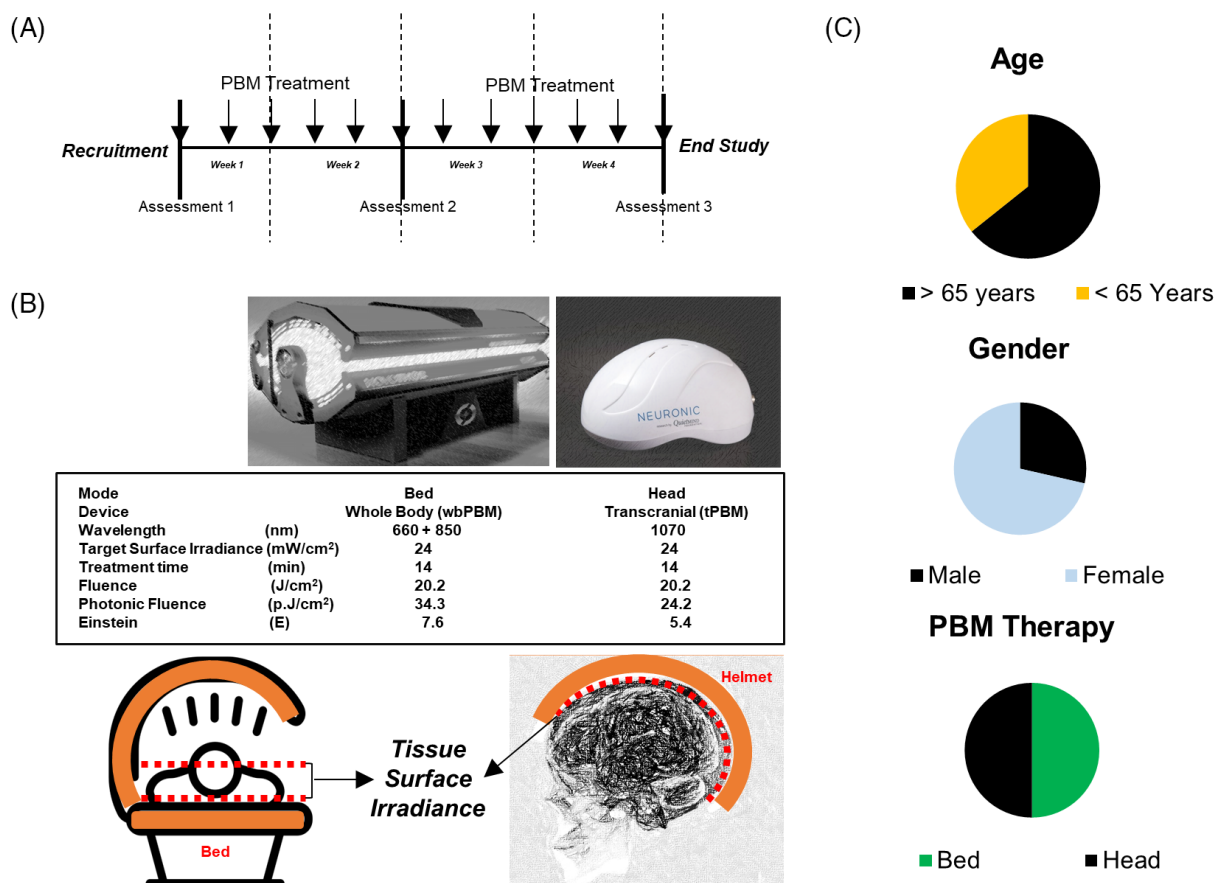 (A)
PBM Treatment PBM Treatment
Recruitment Week 1 Week 2 Week 3 Week 4 End Study
Assessment 1 Assessment 2 Assessment 3
(B)
NEURONIC
Mode Bed Head
Device Whole Body (wbPBM) Transcranial (tPBM)
Wavelength (nm) 660 + 850 1070
Target Surface Irradiance (mW/cm²) 24 24
Treatment time (min) 14 14
Fluence (J/cm²) 20.2 20.2
Photonic Fluence (p.J/cm²) 34.3 24.2
Einstein (E) 7.6 5.4
Bed
Tissue
Surface
Irradiance
Helmet
(C)
Age
> 65 years < 65 Years
Gender
Male Female
PBM Therapy
Bed Head